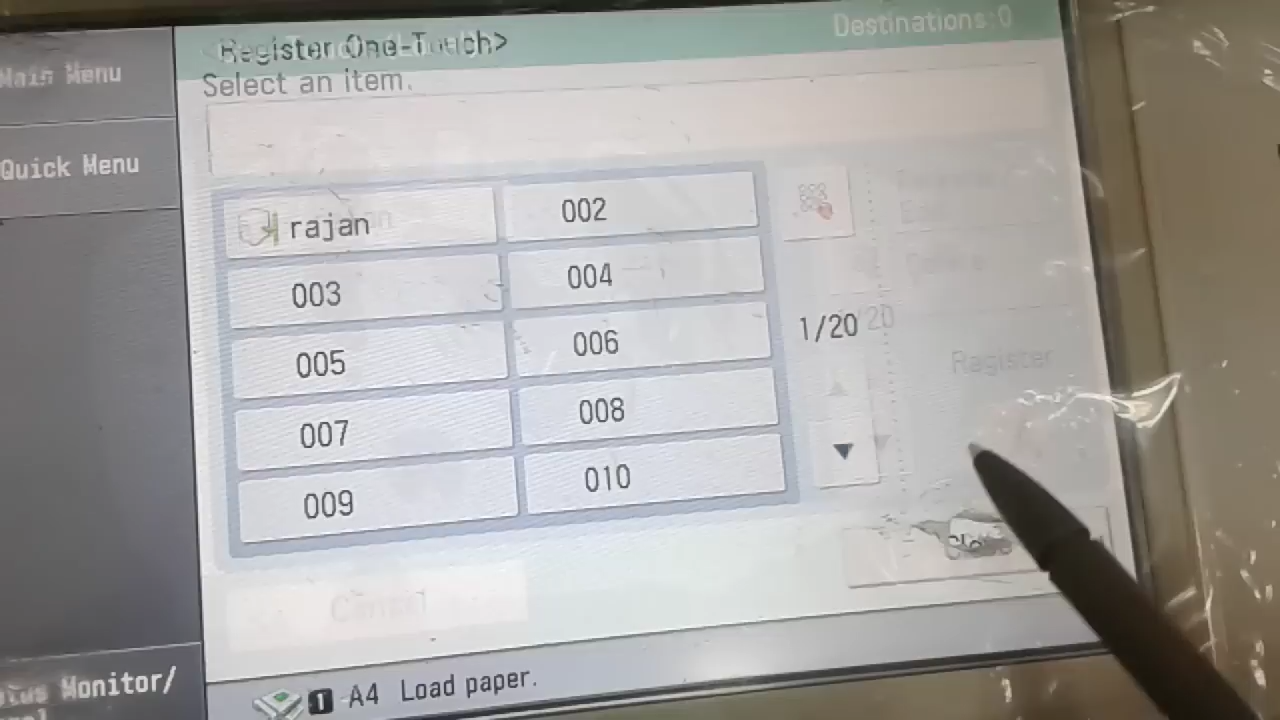 Main Menu
Quick Menu
<Register One-Touch>
Destinations:0
Select an item.
rajan
002
003
004
005
006
007
008
009
010
1/20
Register
Cancel
Close
Monitor/
1 A4 Load paper.